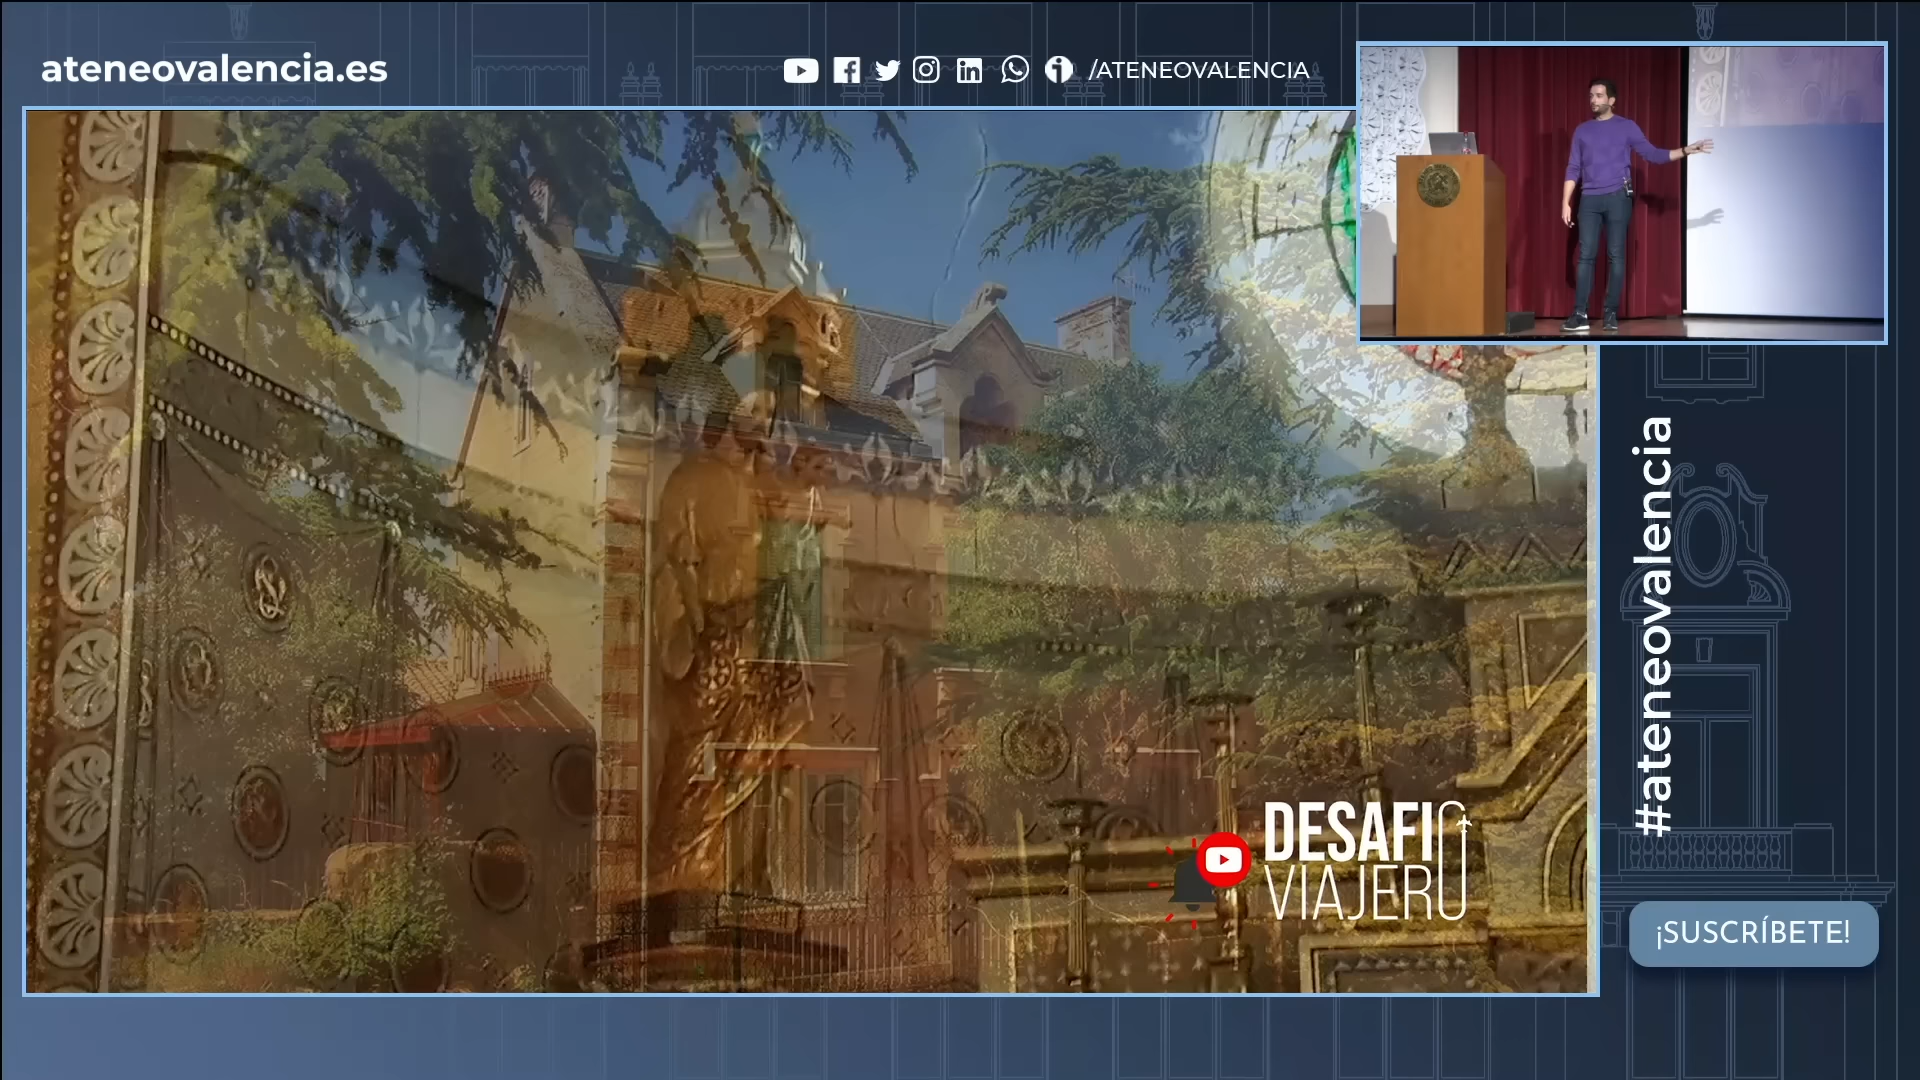 ateneovalencia.es
/ATENEOVALENCIA
#ateneovalencia
DESAFIO
VIAJERO
¡SUSCRÍBETE!